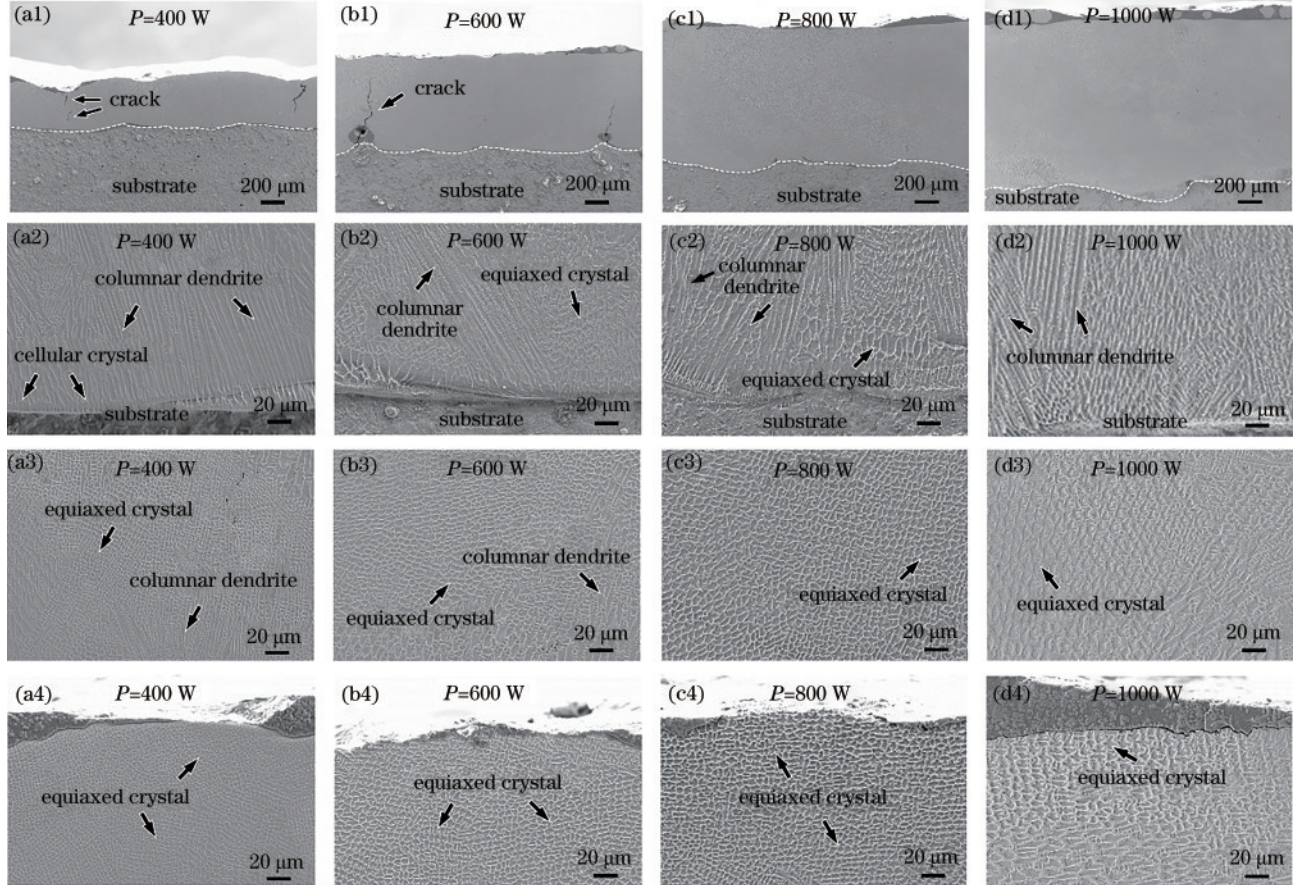 (a1)
P=400 W
crack
substrate
200 μm
(b1)
P=600 W
crack
substrate
200 μm
(c1)
P=800 W
substrate
200 μm
(d1)
P=1000 W
substrate
200 μm
(a2)
P=400 W
columnar dendrite
cellular crystal
substrate
20 μm
(b2)
P=600 W
equiaxed crystal
columnar
dendrite
substrate
20 μm
(c2)
P=800 W
columnar
dendrite
equiaxed crystal
substrate
20 μm
(d2)
P=1000 W
columnar dendrite
substrate
20 μm
(a3)
P=400 W
equiaxed crystal
columnar dendrite
20 μm
(b3)
P=600 W
columnar dendrite
equiaxed crystal
20 μm
(c3)
P=800 W
equiaxed crystal
20 μm
(d3)
P=1000 W
equiaxed crystal
20 μm
(a4)
P=400 W
equiaxed crystal
20 μm
(b4)
P=600 W
equiaxed crystal
20 μm
(c4)
P=800 W
equiaxed crystal
20 μm
(d4)
P=1000 W
equiaxed crystal
20 μm